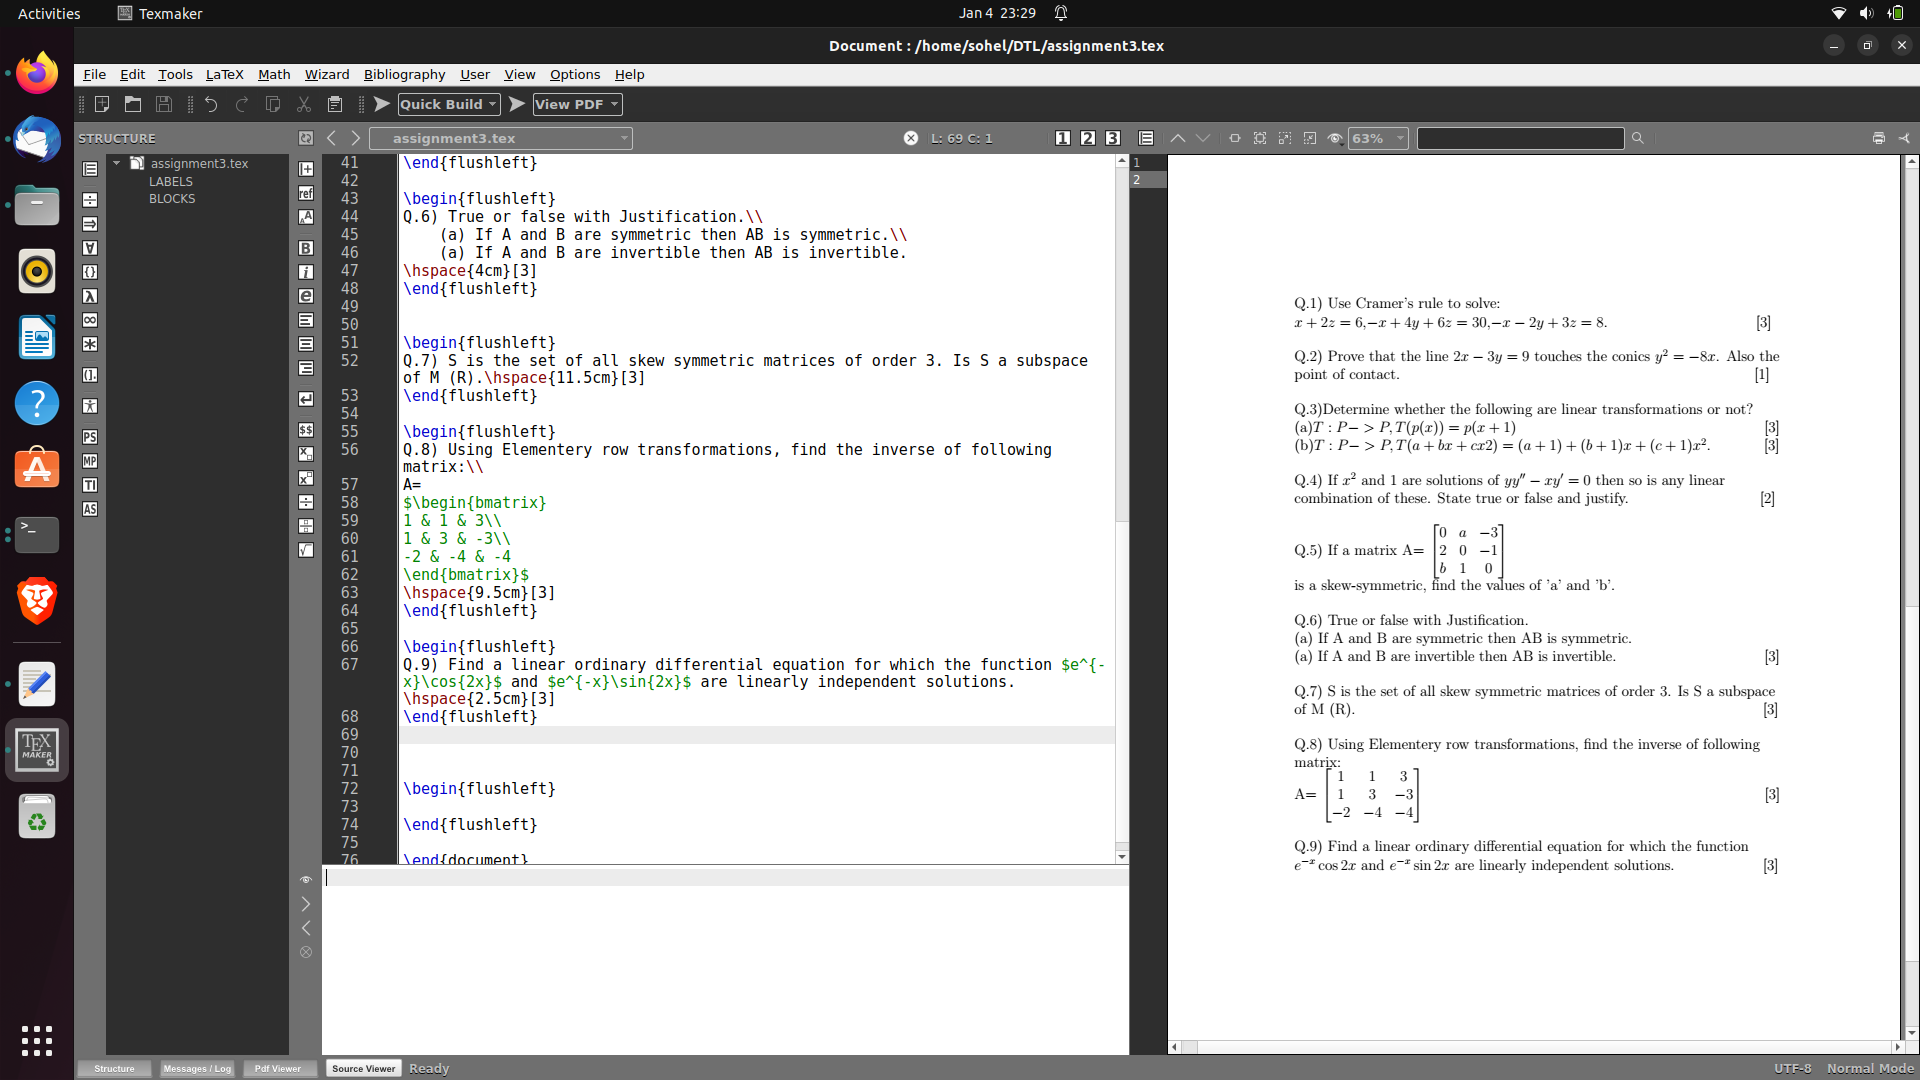 Activities Texmaker Jan 4 23:29
Document : /home/sohel/DTL/assignment3.tex
File Edit Tools LaTeX Math Wizard Bibliography User View Options Help
Quick Build View PDF
STRUCTURE assignment3.tex L: 69 C: 1 1 2 3 63%
assignment3.tex
LABELS
BLOCKS
ref
B
PS
MP
TI
AS
$$
41 \end{flushleft}
42
43 \begin{flushleft}
44 Q.6) True or false with Justification.\\
45 (a) If A and B are symmetric then AB is symmetric.\\
46 (a) If A and B are invertible then AB is invertible.
47 \hspace{4cm}[3]
48 \end{flushleft}
49
50
51 \begin{flushleft}
52 Q.7) S is the set of all skew symmetric matrices of order 3. Is S a subspace
of M (R).\hspace{11.5cm}[3]
53 \end{flushleft}
54
55 \begin{flushleft}
56 Q.8) Using Elementery row transformations, find the inverse of following
matrix:\\
57 A=
58 $\begin{bmatrix}
59 1 & 1 & 3\\
60 1 & 3 & -3\\
61 -2 & -4 & -4
62 \end{bmatrix}$
63 \hspace{9.5cm}[3]
64 \end{flushleft}
65
66 \begin{flushleft}
67 Q.9) Find a linear ordinary differential equation for which the function $e^{-
x}\cos{2x}$ and $e^{-x}\sin{2x}$ are linearly independent solutions.
\hspace{2.5cm}[3]
68 \end{flushleft}
69
70
71
72 \begin{flushleft}
73
74 \end{flushleft}
75
76 \end{document}
1
2
Q.1) Use Cramer's rule to solve:
x + 2z = 6,−x + 4y + 6z = 30,−x − 2y + 3z = 8. [3]
Q.2) Prove that the line 2x − 3y = 9 touches the conics y² = −8x. Also the
point of contact. [1]
Q.3)Determine whether the following are linear transformations or not?
(a)T : P− > P, T(p(x)) = p(x + 1) [3]
(b)T : P− > P, T(a + bx + cx2) = (a + 1) + (b + 1)x + (c + 1)x². [3]
Q.4) If x² and 1 are solutions of yy″ − xy′ = 0 then so is any linear
combination of these. State true or false and justify. [2]
0 a −3
Q.5) If a matrix A= 2 0 −1
b 1 0
is a skew-symmetric, find the values of 'a' and 'b'.
Q.6) True or false with Justification.
(a) If A and B are symmetric then AB is symmetric.
(a) If A and B are invertible then AB is invertible. [3]
Q.7) S is the set of all skew symmetric matrices of order 3. Is S a subspace
of M (R). [3]
Q.8) Using Elementery row transformations, find the inverse of following
matrix:
1 1 3
A= 1 3 −3 [3]
−2 −4 −4
Q.9) Find a linear ordinary differential equation for which the function
e⁻ˣ cos 2x and e⁻ˣ sin 2x are linearly independent solutions. [3]
Structure Messages / Log Pdf Viewer Source Viewer Ready UTF-8 Normal Mode